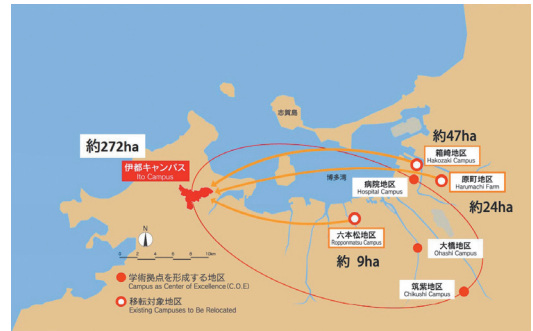 志賀島
約47ha
約272ha
箱崎地区
Hakozaki Campus
伊都キャンパス
Ito Campus
博多湾
病院地区
Hospital Campus
原町地区
Harumachi Farm
約24ha
六本松地区
Ropponmatsu Campus
大橋地区
Ohashi Campus
約 9ha
N
0 2 4 6 8 10km
筑紫地区
Chikushi Campus
学術拠点を形成する地区
Campus as Center of Excellence (C.O.E)
移転対象地区
Existing Campuses to Be Relocated